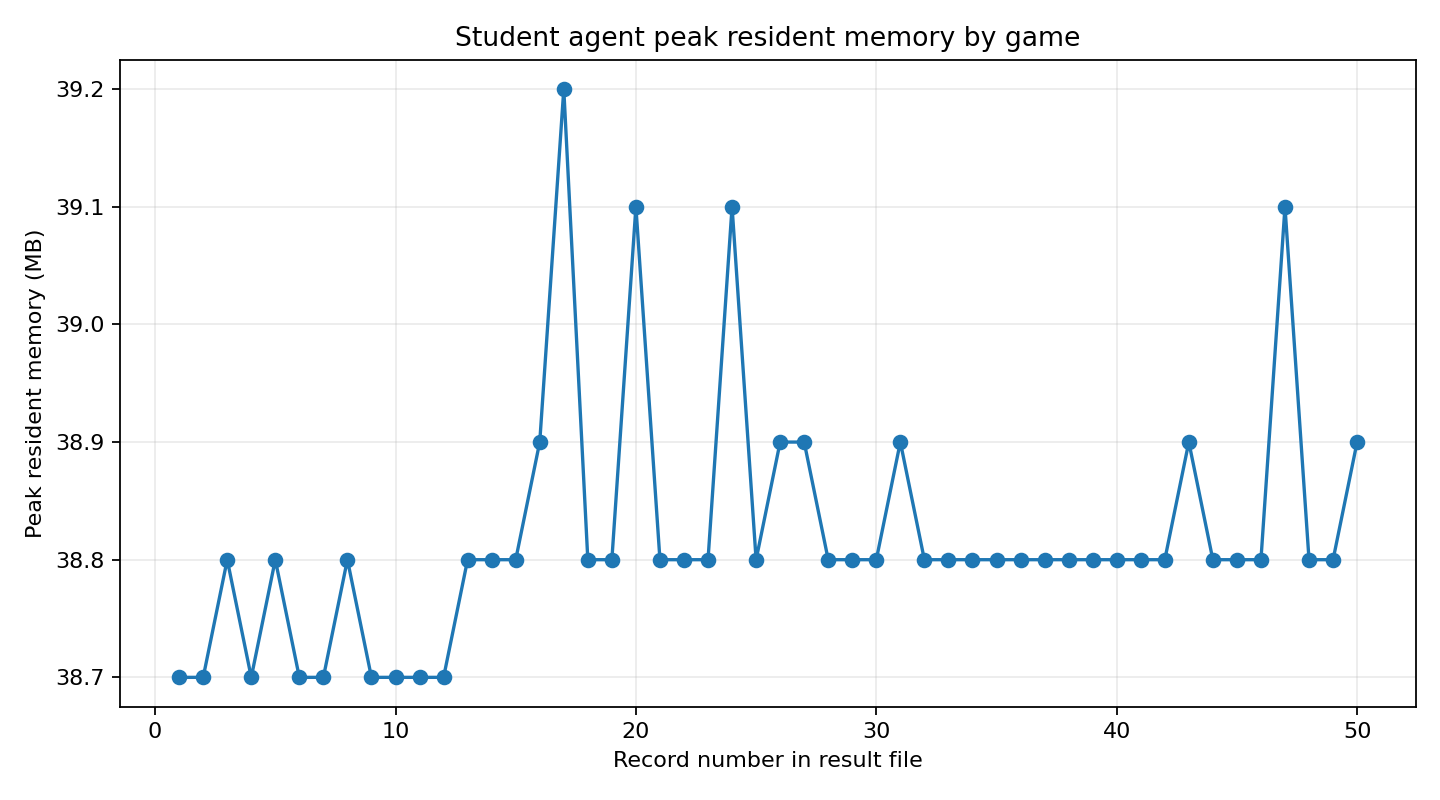 Student agent peak resident memory by game
Peak resident memory (MB)
39.2
39.1
39.0
38.9
38.8
38.7
0 10 20 30 40 50
Record number in result file